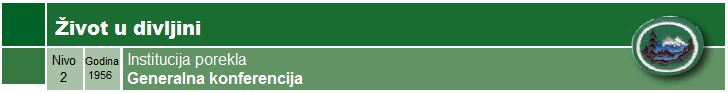 Život u divljini
Nivo 2
Godina 1956
Institucija porekla
Generalna konferencija